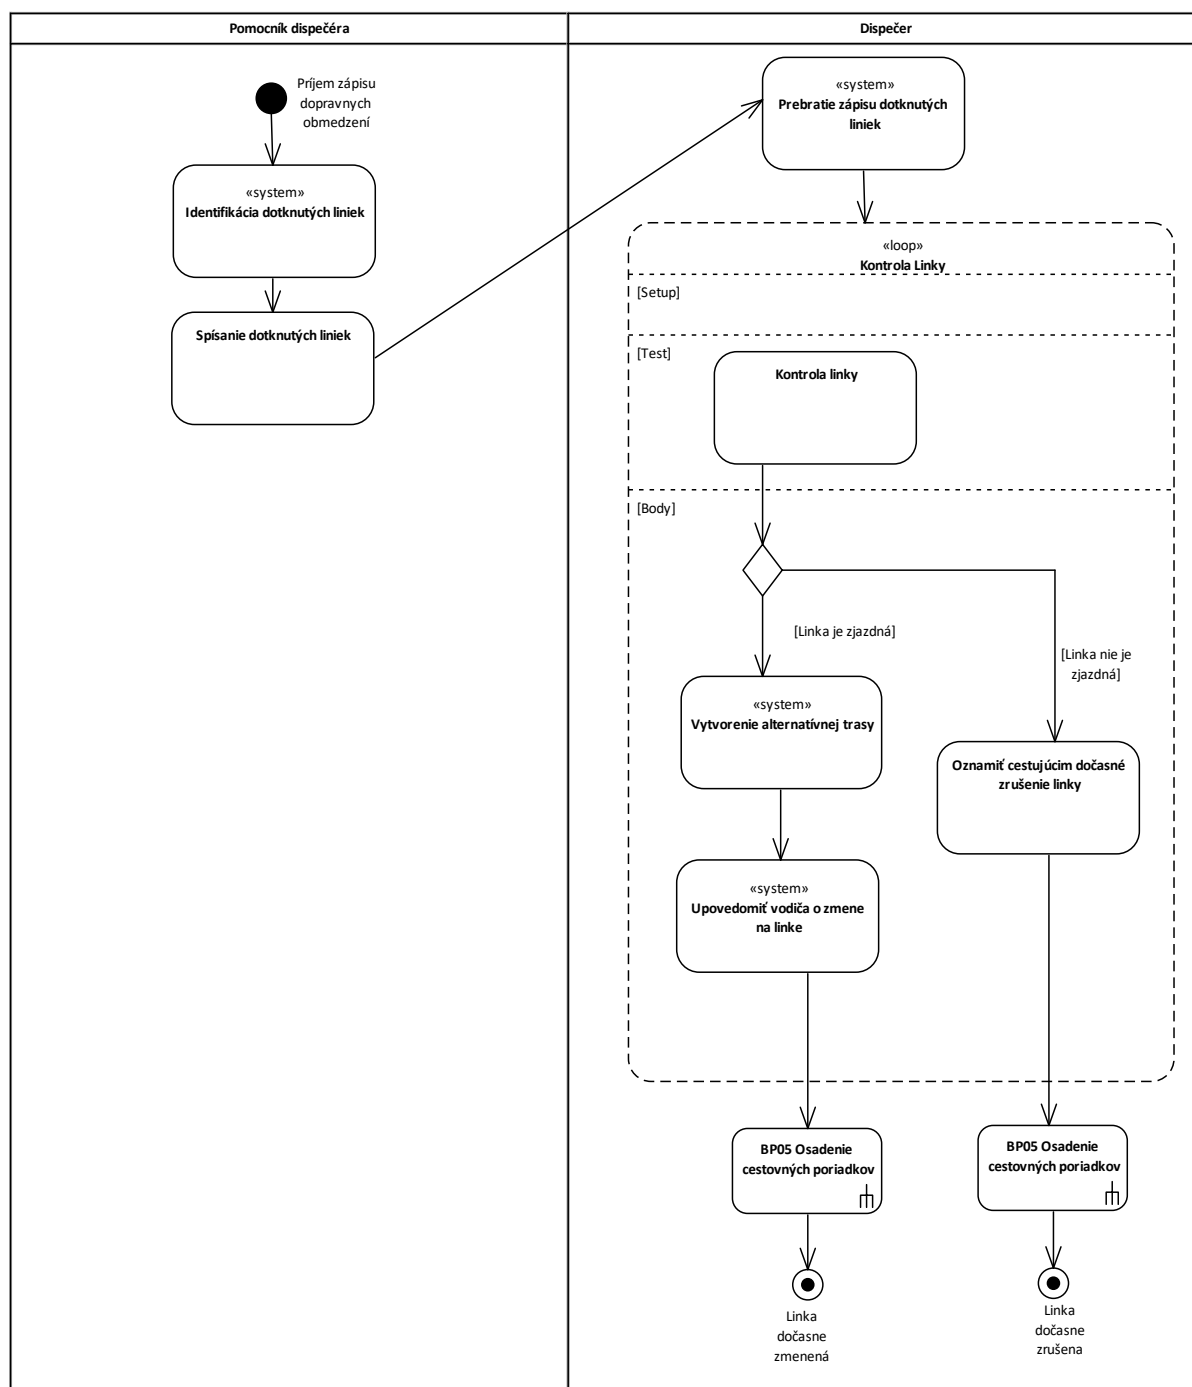 Pomocník dispečéra
Dispečer
Príjem zápisu
dopravnych
obmedzení
«system»
Identifikácia dotknutých liniek
Spísanie dotknutých liniek
«system»
Prebratie zápisu dotknutých
liniek
«loop»
Kontrola Linky
[Setup]
[Test]
Kontrola linky
[Body]
[Linka je zjazdná]
[Linka nie je
zjazdná]
«system»
Vytvorenie alternatívnej trasy
Oznamiť cestujúcim dočasné
zrušenie linky
«system»
Upovedomiť vodiča o zmene
na linke
BP05 Osadenie
cestovných poriadkov
BP05 Osadenie
cestovných poriadkov
Linka
dočasne
zmenená
Linka
dočasne
zrušena